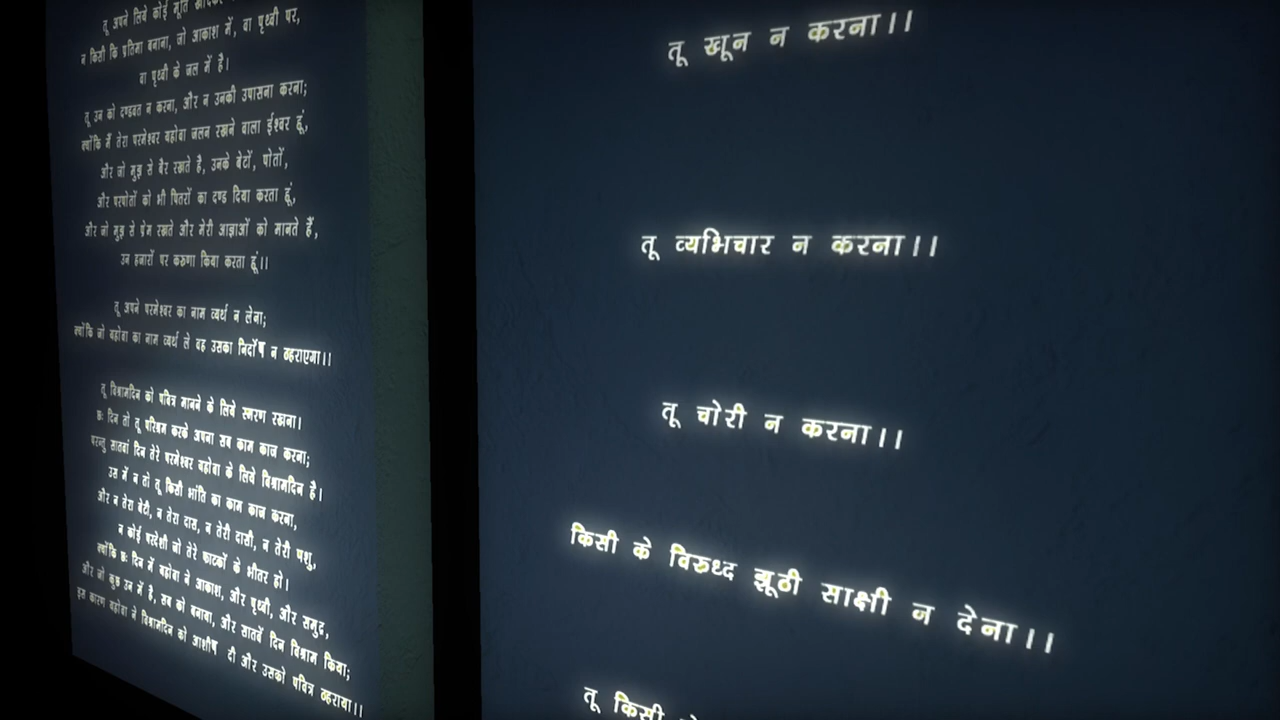 तू अपने लिये कोई मूर्ति खोदकर
न किसी कि प्रतिमा बनाना, जो आकाश में, वा पृथ्वी पर,
वा पृथ्वी के जल में है।
तू उन को दण्डवत न करना, और न उनकी उपासना करना;
क्योंकि मैं तेरा परमेश्वर यहोवा जलन रखने वाला ईश्वर हूं,
और जो मुझ से बैर रखते है, उनके बेटों, पोतों,
और परपोतों को भी पितरों का दण्ड दिया करता हूं,
और जो मुझ से प्रेम रखते और मेरी आज्ञाओं को मानते हैं,
उन हजारों पर करुणा किया करता हूं।।
तू अपने परमेश्वर का नाम व्यर्थ न लेना;
क्योंकि जो यहोवा का नाम व्यर्थ ले वह उसका निर्दोष न ठहराएगा।।
तू विश्रामदिन को पवित्र मानने के लिये स्मरण रखना।
छः दिन तो तू परिश्रम करके अपना सब काम काज करना;
परन्तु सातवां दिन तेरे परमेश्वर यहोवा के लिये विश्रामदिन है।
उस में न तो तू किसी भांति का काम काज करना,
और न तेरा बेटी, न तेरा दास, न तेरी दासी, न तेरी पशु,
न कोई परदेशी जो तेरे फाटकों के भीतर हो।
क्योंकि छः दिन में यहोवा ने आकाश, और पृथ्वी, और समुद्र,
और जो कुछ उन में है, सब को बनाया, और सातवें दिन विश्राम किया;
इस कारण यहोवा ने विश्रामदिन को आशीष दी और उसको पवित्र ठहराया।।
तू खून न करना।।
तू व्यभिचार न करना।।
तू चोरी न करना।।
किसी के विरुध्द झूठी साक्षी न देना।।
तू किसी